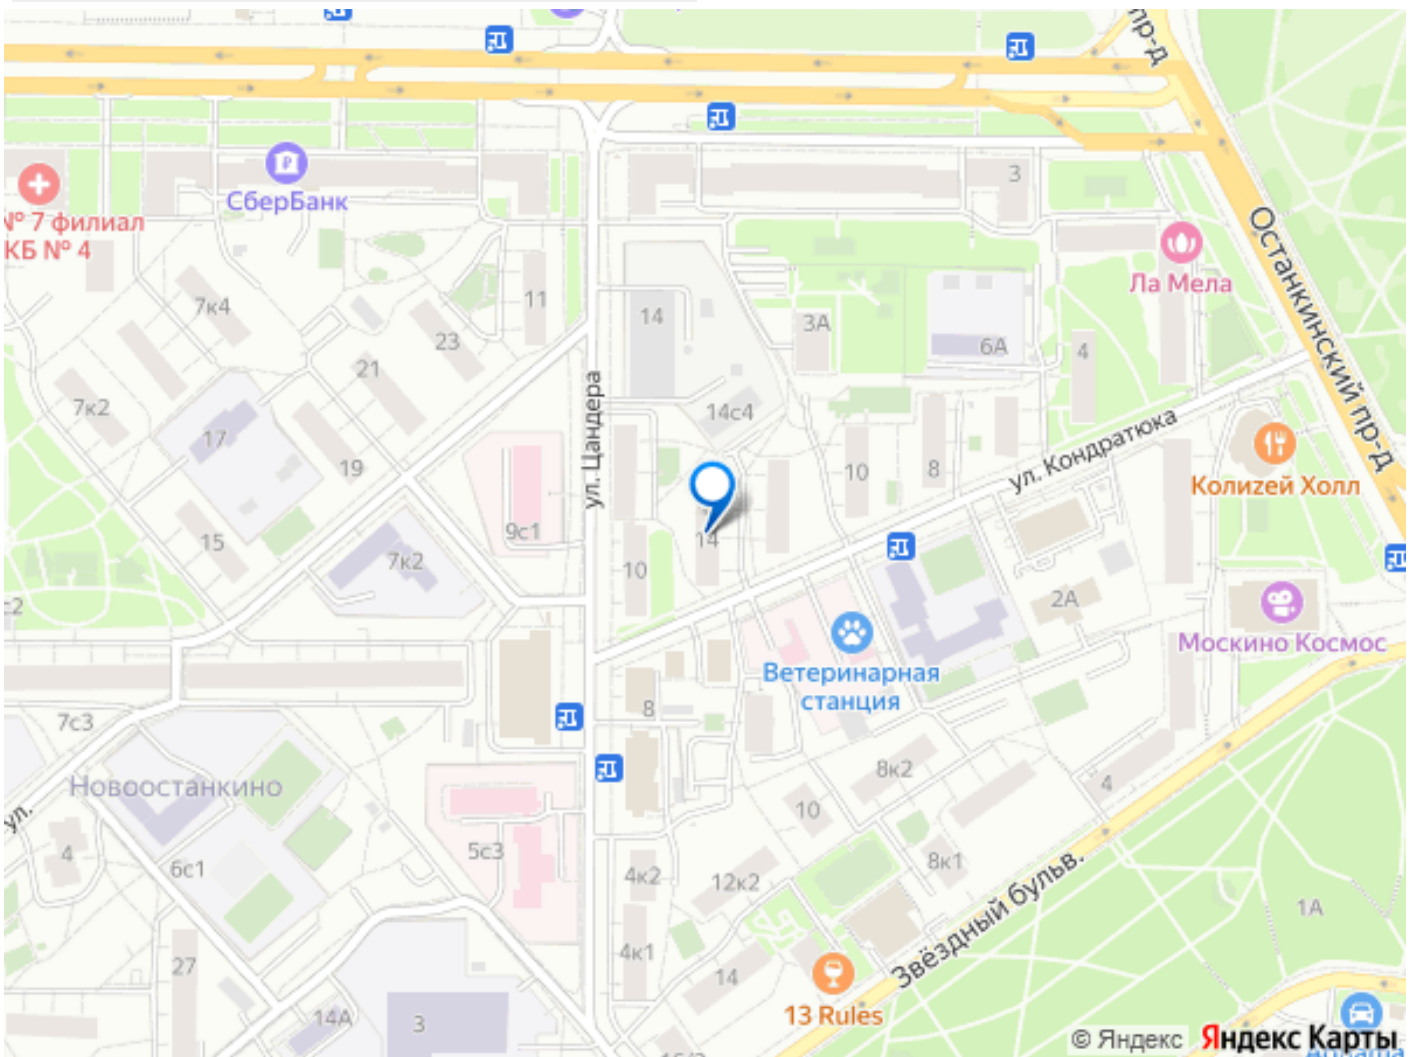 пр-д
СберБанк
№ 7 филиал
КБ № 4
3
Останкинский пр-д
Ла Мела
7к4
11
14
3А
6А
4
23
21
7к2
17
19
ул. Цандера
14с4
10
8
ул. Кондратюка
Колиzей Холл
15
9с1
7к2
14
10
2А
с2
Ветеринарная
станция
Москино Космос
7с3
8
8к2
4
Новоостанкино
10
ул.
4
6с1
5с3
4к2
12к2
8к1
Звёздный бульв.
1А
27
4к1
14
13 Rules
14А
3
© Яндекс
Яндекс Карты